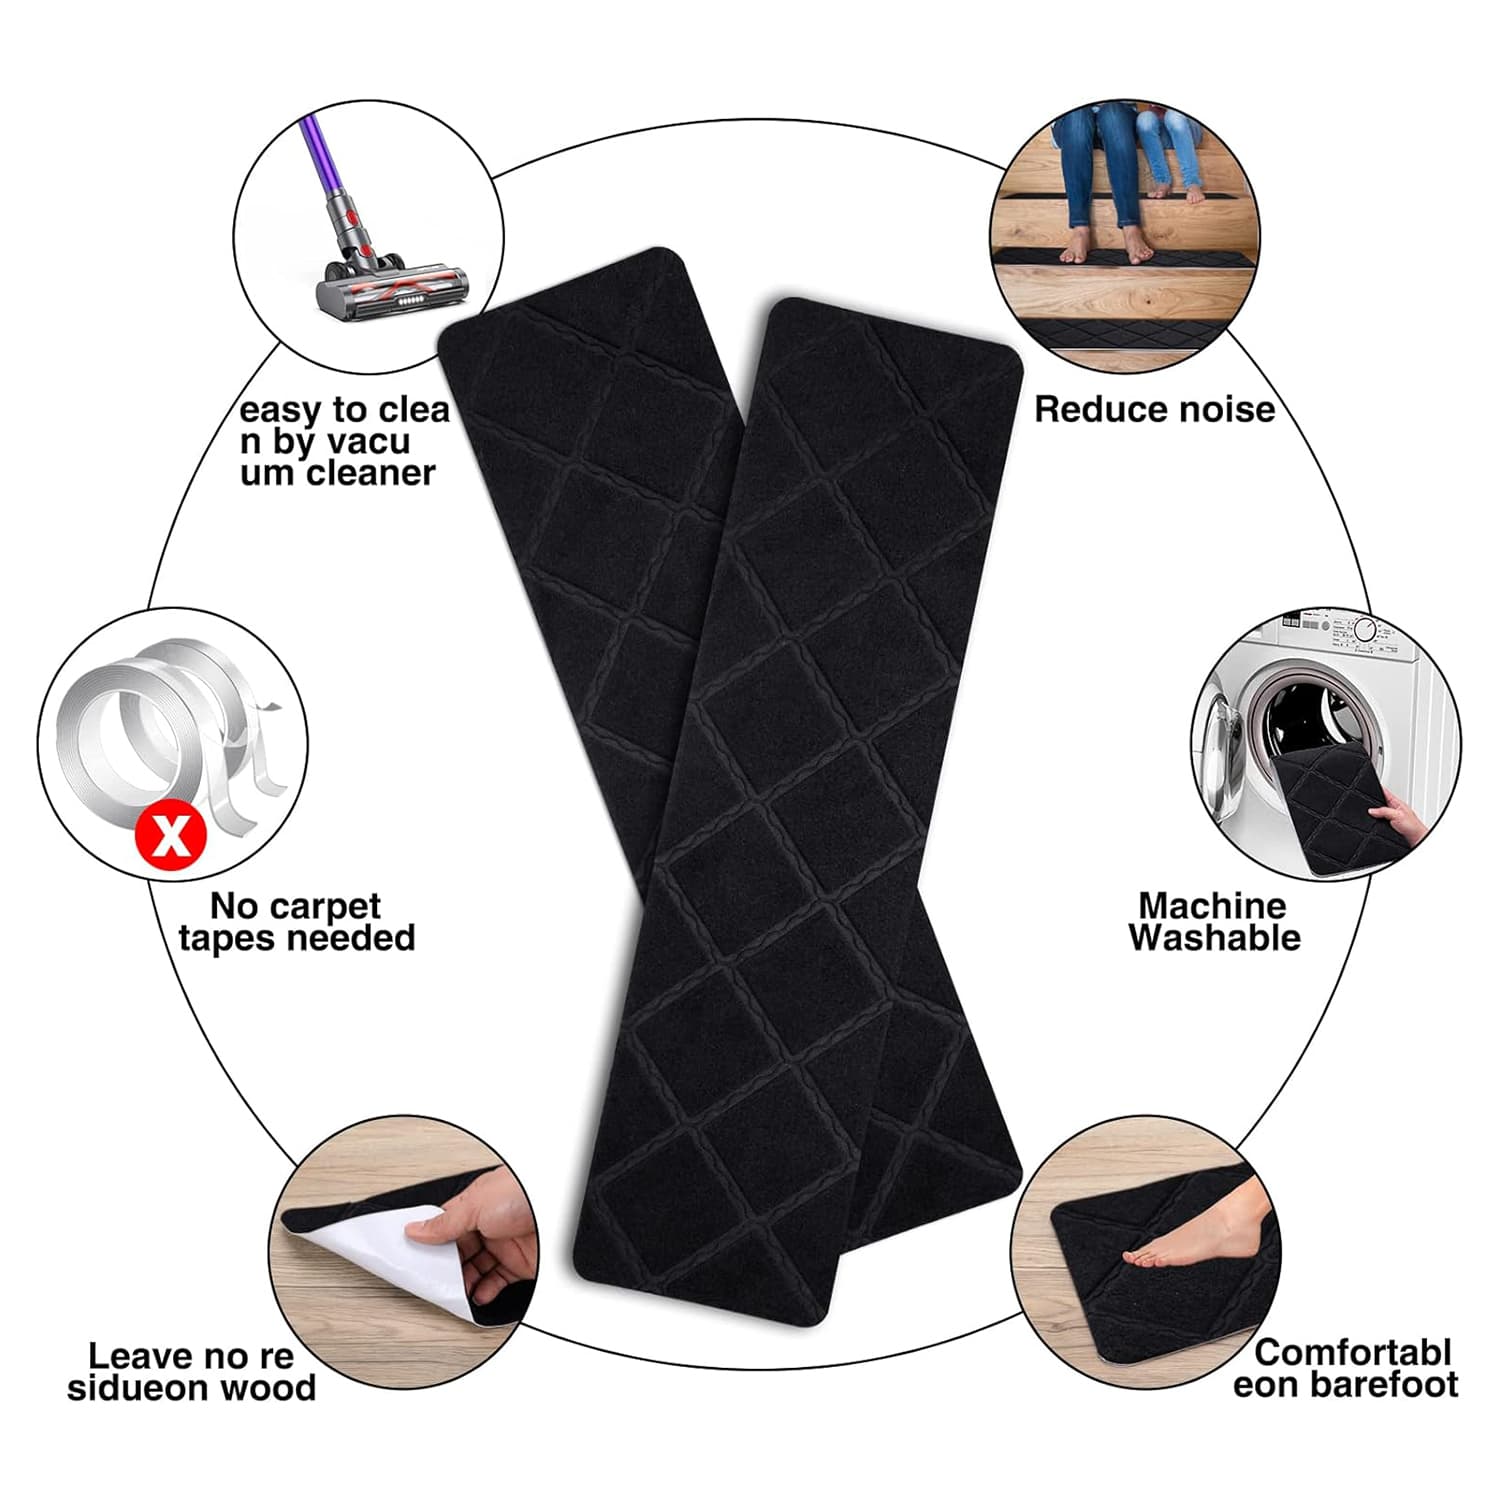 easy to clea
n by vacu
um cleaner
Reduce noise
X
No carpet
tapes needed
Machine
Washable
Leave no re
sidueon wood
Comfortabl
eon barefoot